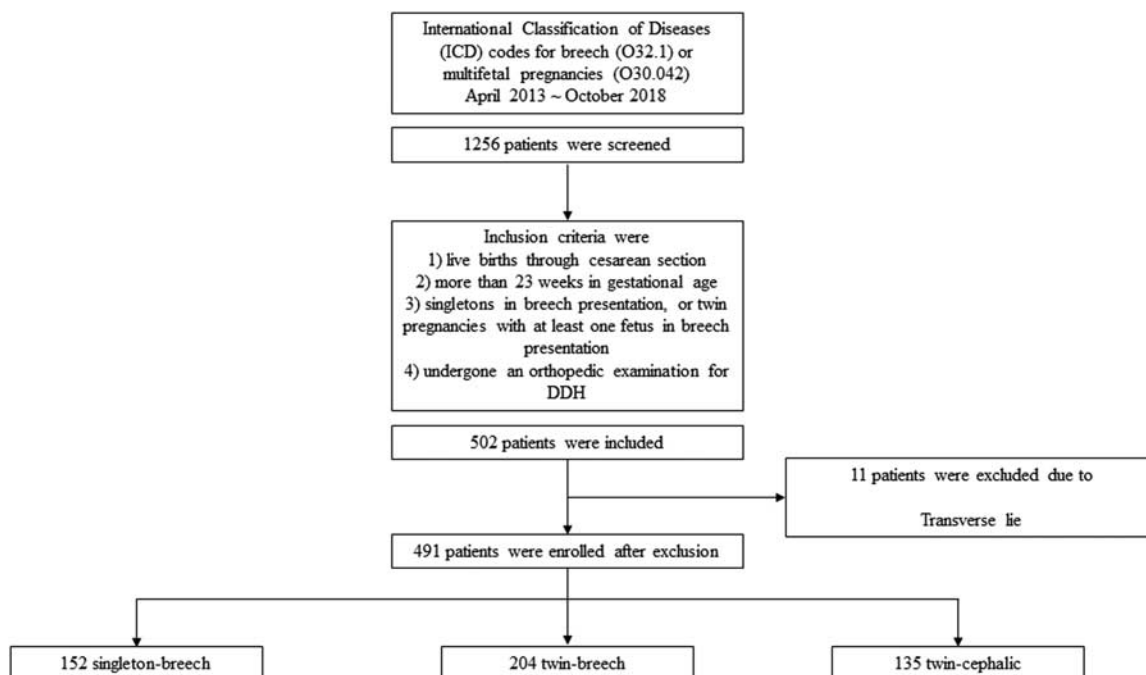 International Classification of Diseases
(ICD) codes for breech (O32.1) or
multifetal pregnancies (O30.042)
April 2013 ~ October 2018
1256 patients were screened
Inclusion criteria were
1) live births through cesarean section
2) more than 23 weeks in gestational age
3) singletons in breech presentation, or twin
pregnancies with at least one fetus in breech
presentation
4) undergone an orthopedic examination for
DDH
502 patients were included
11 patients were excluded due to
Transverse lie
491 patients were enrolled after exclusion
152 singleton-breech
204 twin-breech
135 twin-cephalic